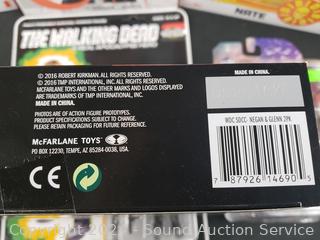 THE WALKING DEAD
NATE
© 2016 ROBERT KIRKMAN. ALL RIGHTS RESERVED.
© 2016 TMP INTERNATIONAL, INC. ALL RIGHTS RESERVED.
MCFARLANE TOYS AND THE OTHER MARKS AND LOGOS DISPLAYED
ARE TRADEMARKS OF TMP INTERNATIONAL, INC.
MADE IN CHINA.
PHOTOS ARE OF ACTION FIGURE PROTOTYPES.
PRODUCT SPECIFICATIONS SUBJECT TO CHANGE.
PLEASE RETAIN PACKAGING FOR FUTURE REFERENCE.
McFARLANE TOYS™
PO BOX 12230, TEMPE, AZ 85284-0038, USA.
CE
MADE IN CHINA.
WDC SDCC- NEGAN & GLENN 2PK
7 87926 14690 5
Copyright 202 Sound Auction Service